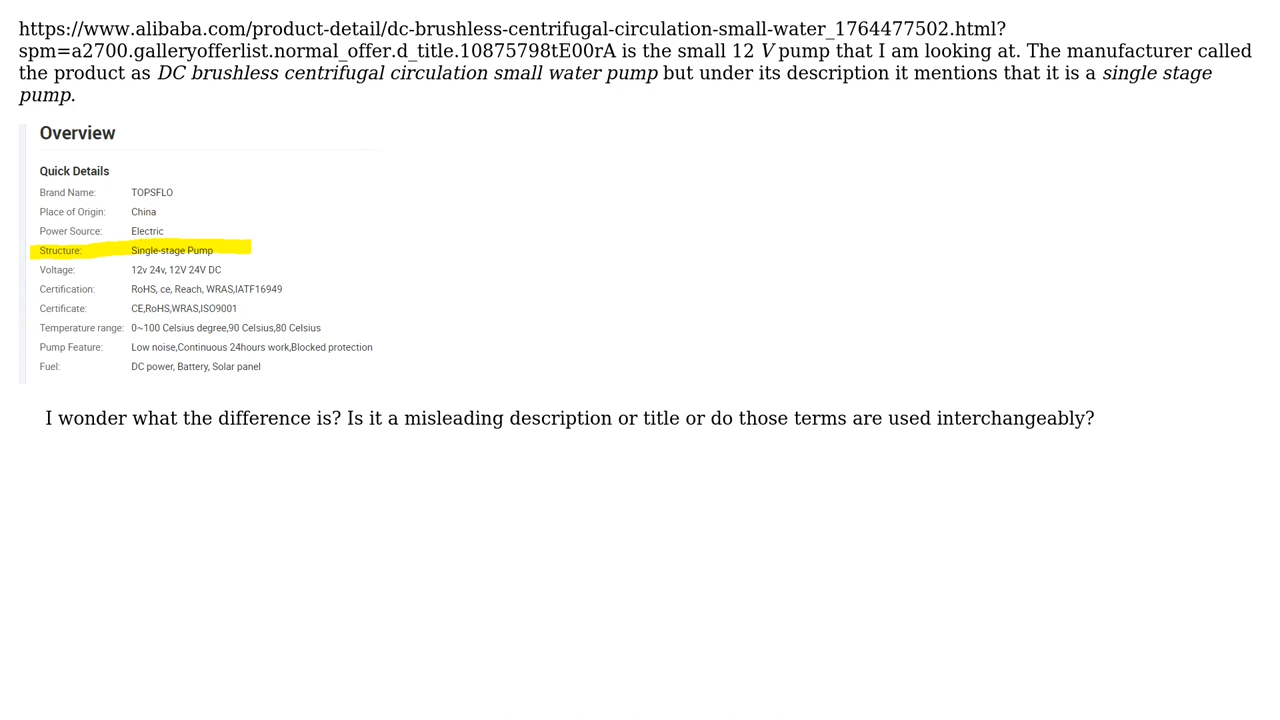 https://www.alibaba.com/product-detail/dc-brushless-centrifugal-circulation-small-water_1764477502.html?
spm=a2700.galleryofferlist.normal_offer.d_title.10875798tE00rA is the small 12 V pump that I am looking at. The manufacturer called
the product as DC brushless centrifugal circulation small water pump but under its description it mentions that it is a single stage
pump.
Overview
Quick Details
Brand Name: TOPSFLO
Place of Origin: China
Power Source: Electric
Structure: Single-stage Pump
Voltage: 12v 24v, 12V 24V DC
Certification: RoHS, ce, Reach, WRAS,IATF16949
Certificate: CE,RoHS,WRAS,ISO9001
Temperature range: 0~100 Celsius degree,90 Celsius,80 Celsius
Pump Feature: Low noise,Continuous 24hours work,Blocked protection
Fuel: DC power, Battery, Solar panel
I wonder what the difference is? Is it a misleading description or title or do those terms are used interchangeably?